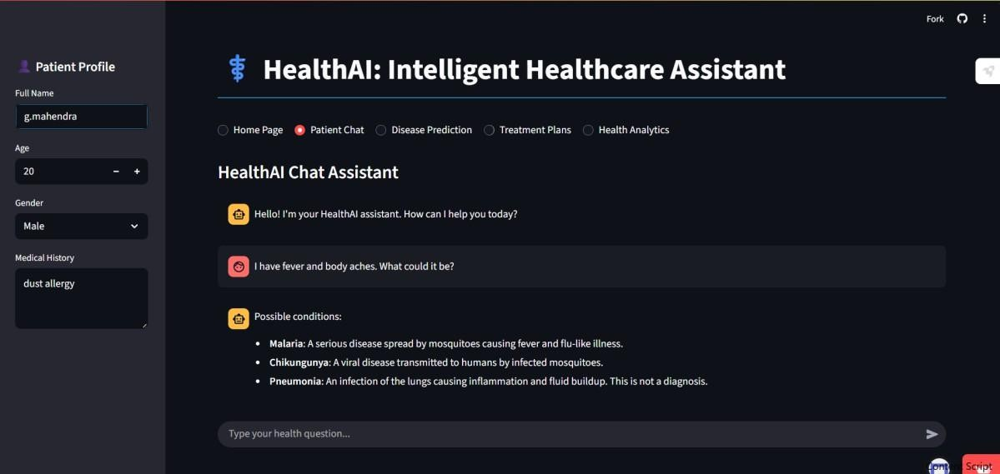 Fork
Patient Profile
Full Name
g.mahendra
Age
20
Gender
Male
Medical History
dust allergy
HealthAI: Intelligent Healthcare Assistant
Home Page Patient Chat Disease Prediction Treatment Plans Health Analytics
HealthAI Chat Assistant
Hello! I'm your HealthAI assistant. How can I help you today?
I have fever and body aches. What could it be?
Possible conditions:
Malaria: A serious disease spread by mosquitoes causing fever and flu-like illness.
Chikungunya: A viral disease transmitted to humans by infected mosquitoes.
Pneumonia: An infection of the lungs causing inflammation and fluid buildup. This is not a diagnosis.
Type your health question...
Script